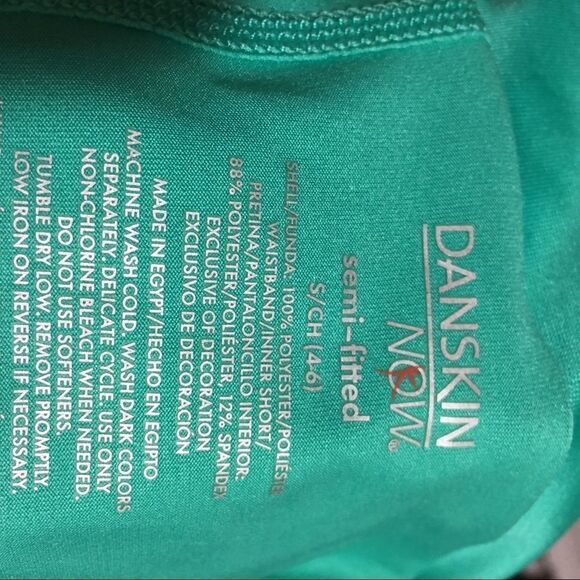 DANSKIN
NOW®
semi-fitted
S/CH (4-6)
SHELL/FUNDA: 100% POLYESTER/POLIESTER
WAISTBAND/INNER SHORT/
PRETINA/PANTALONCILLO INTERIOR:
88% POLYESTER/POLIESTER, 12% SPANDEX
EXCLUSIVE OF DECORATION
EXCLUSIVO DE DECORACIÓN
MADE IN EGYPT/HECHO EN EGIPTO
MACHINE WASH COLD. WASH DARK COLORS
SEPARATELY. DELICATE CYCLE. USE ONLY
NON-CHLORINE BLEACH WHEN NEEDED.
DO NOT USE SOFTENERS.
TUMBLE DRY LOW. REMOVE PROMPTLY.
LOW IRON ON REVERSE IF NECESSARY.